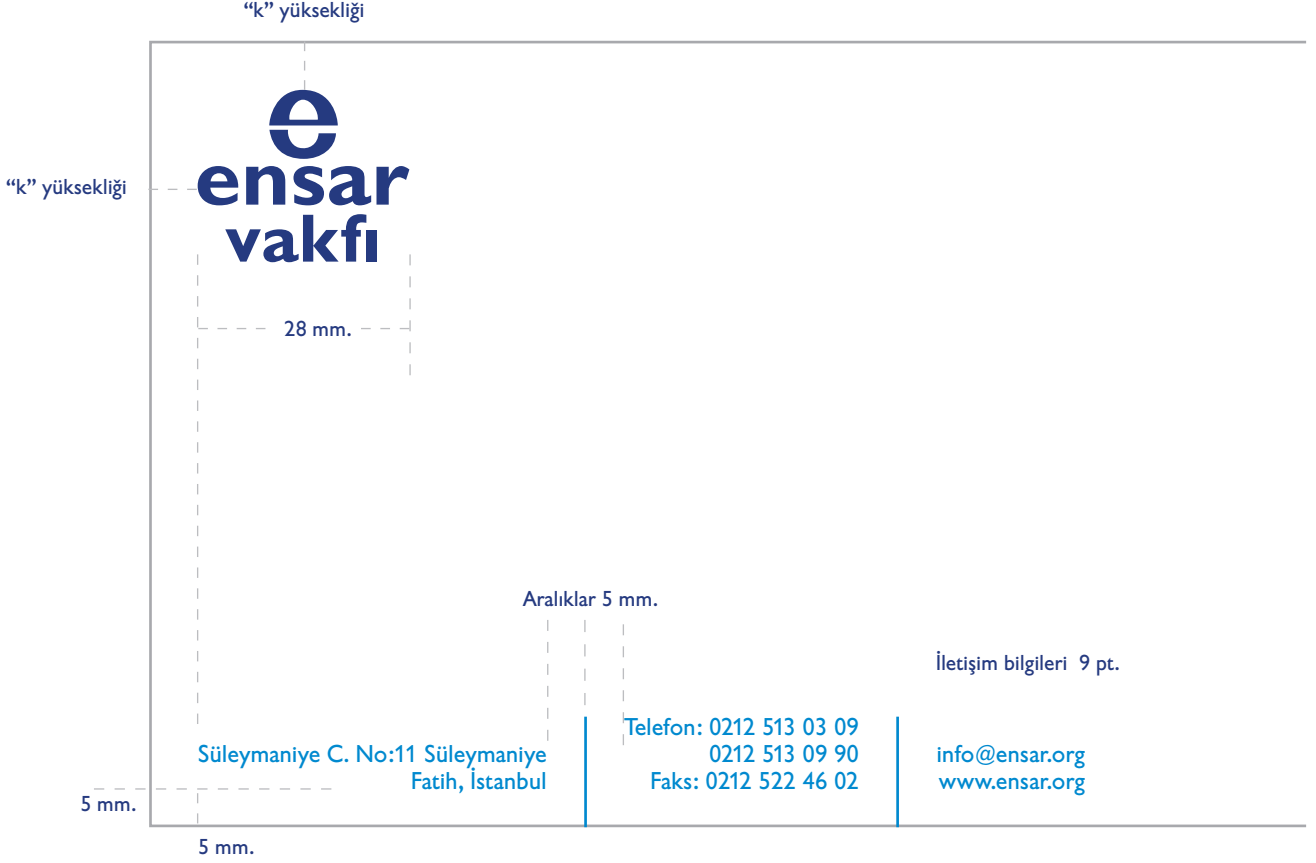 “k” yüksekliği
“k” yüksekliği
e
ensar
vakfı
28 mm.
Aralıklar 5 mm.
İletişim bilgileri 9 pt.
Süleymaniye C. No:11 Süleymaniye
Fatih, İstanbul
Telefon: 0212 513 03 09
0212 513 09 90
Faks: 0212 522 46 02
info@ensar.org
www.ensar.org
5 mm.
5 mm.